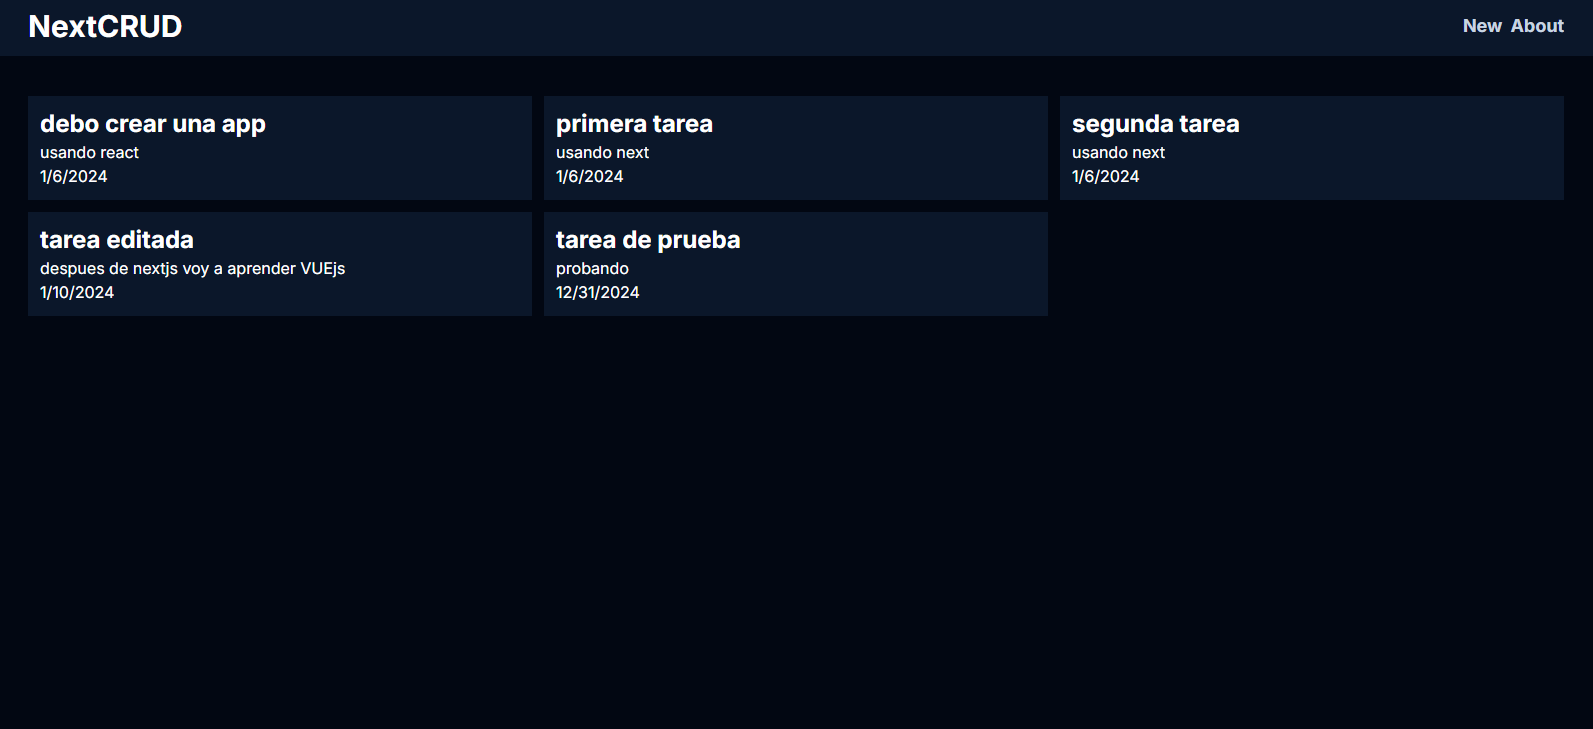 NextCRUD
New About
debo crear una app
usando react
1/6/2024
primera tarea
usando next
1/6/2024
segunda tarea
usando next
1/6/2024
tarea editada
despues de nextjs voy a aprender VUEjs
1/10/2024
tarea de prueba
probando
12/31/2024